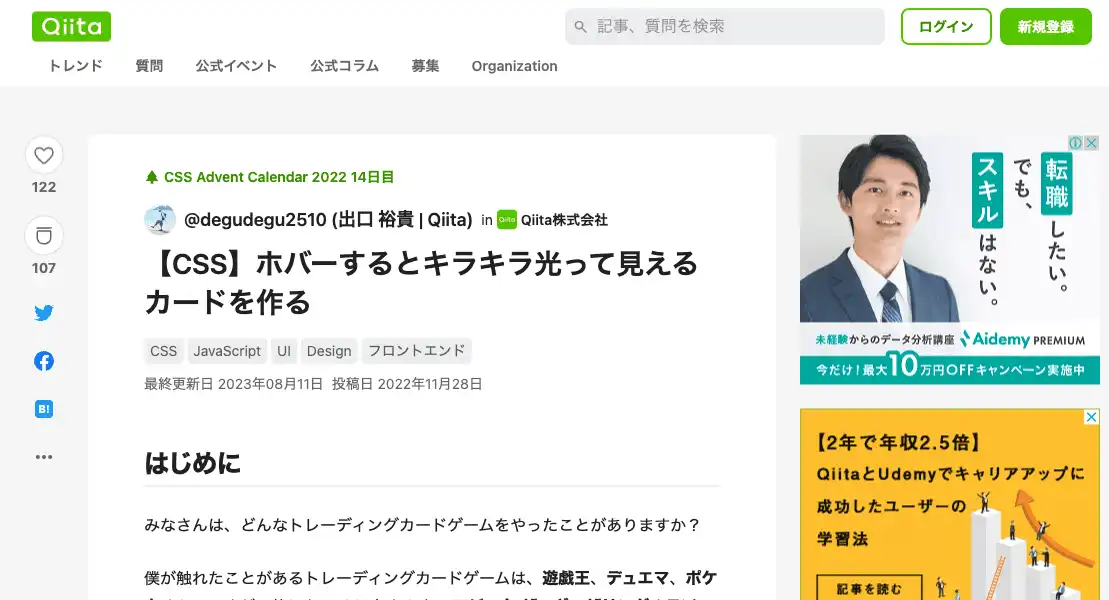 Qiita
記事、質問を検索
ログイン
新規登録
トレンド 質問 公式イベント 公式コラム 募集 Organization
122
107
B!
CSS Advent Calendar 2022 14日目
@degudegu2510 (出口 裕貴 | Qiita) in Qiita Qiita株式会社
【CSS】ホバーするとキラキラ光って見える
カードを作る
CSS JavaScript UI Design フロントエンド
最終更新日 2023年08月11日 投稿日 2022年11月28日
はじめに
みなさんは、どんなトレーディングカードゲームをやったことがありますか？
僕が触れたことがあるトレーディングカードゲームは、遊戯王、デュエマ、ポケ
転職したい。
でも、
スキルはない。
未経験からのデータ分析講座 Aidemy PREMIUM
今だけ！最大10万円OFFキャンペーン実施中
【2年で年収2.5倍】
QiitaとUdemyでキャリアアップに
成功したユーザーの
学習法
記事を読む